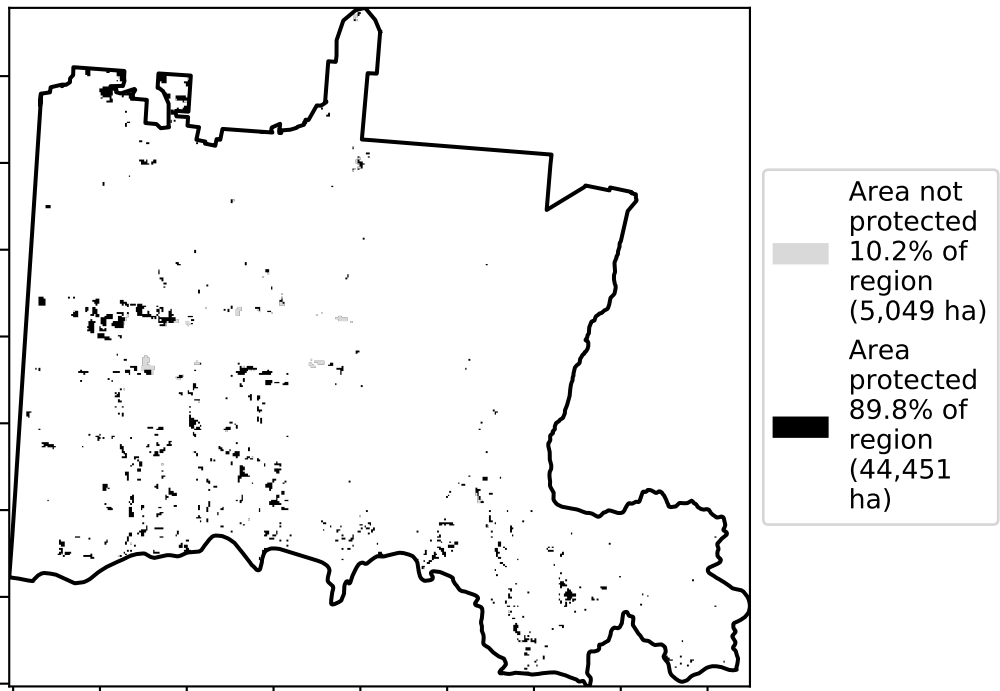 Area not
protected
10.2% of
region
(5,049 ha)
Area
protected
89.8% of
region
(44,451
ha)